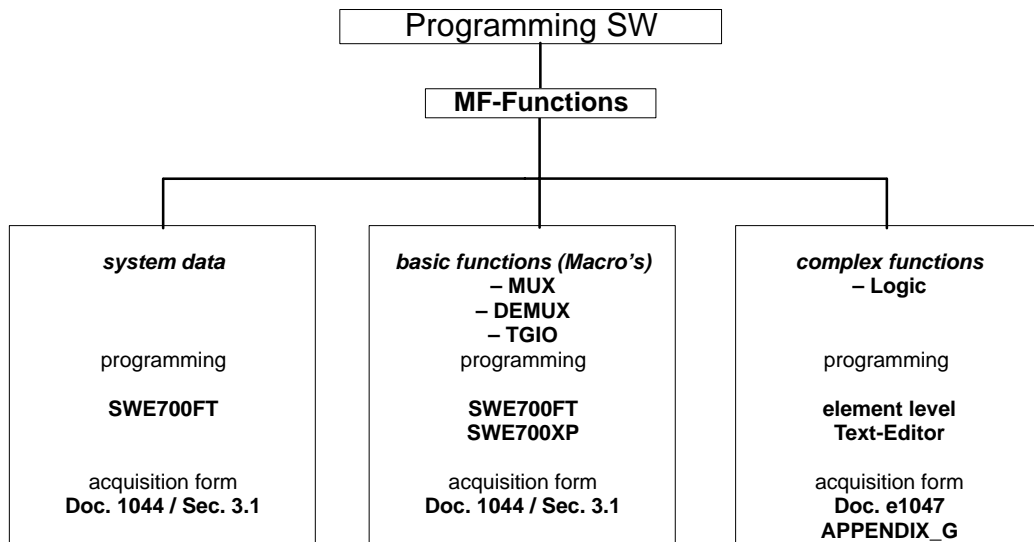 Programming SW
MF-Functions
system data
programming
SWE700FT
acquisition form
Doc. 1044 / Sec. 3.1
basic functions (Macro’s)
– MUX
– DEMUX
– TGIO
programming
SWE700FT
SWE700XP
acquisition form
Doc. 1044 / Sec. 3.1
complex functions
– Logic
programming
element level
Text-Editor
acquisition form
Doc. e1047
APPENDIX_G